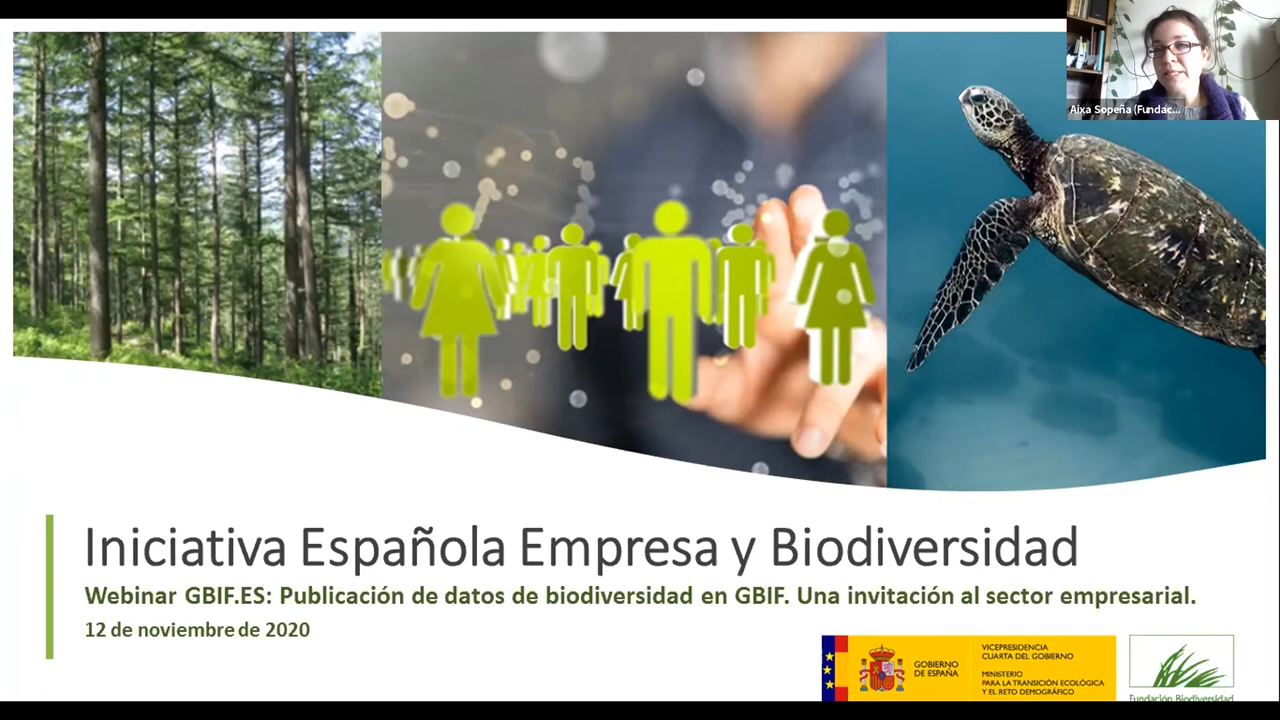 Aixa Sopeña (Fundac...
Iniciativa Española Empresa y Biodiversidad
Webinar GBIF.ES: Publicación de datos de biodiversidad en GBIF. Una invitación al sector empresarial.
12 de noviembre de 2020
GOBIERNO
DE ESPAÑA
VICEPRESIDENCIA
CUARTA DEL GOBIERNO
MINISTERIO
PARA LA TRANSICIÓN ECOLÓGICA
Y EL RETO DEMOGRÁFICO
Fundación Biodiversidad